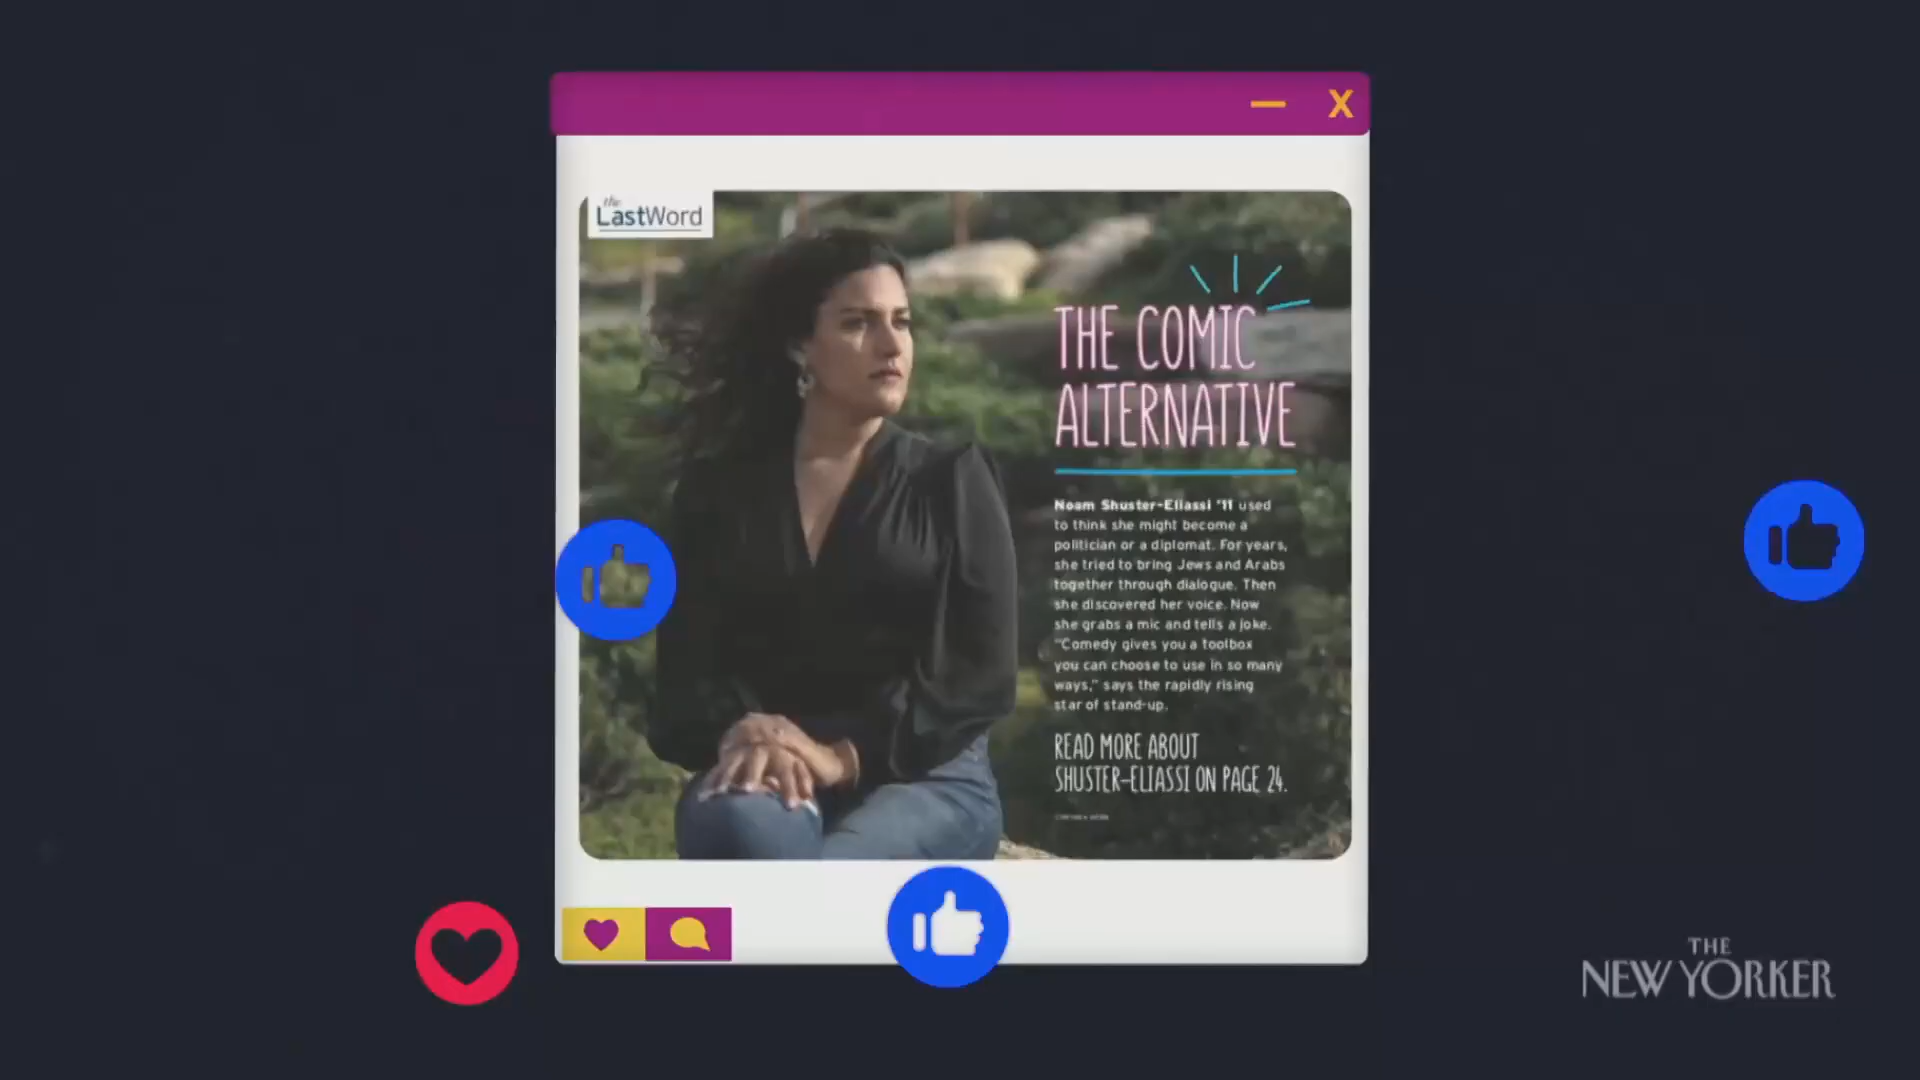 X
the
LastWord
THE COMIC
ALTERNATIVE
Noam Shuster-Eliassi '11 used
to think she might become a
politician or a diplomat. For years,
she tried to bring Jews and Arabs
together through dialogue. Then
she discovered her voice. Now
she grabs a mic and tells a joke.
"Comedy gives you a toolbox
you can choose to use in so many
ways," says the rapidly rising
star of stand-up.
READ MORE ABOUT
SHUSTER-ELIASSI ON PAGE 24.
THE
NEW YORKER